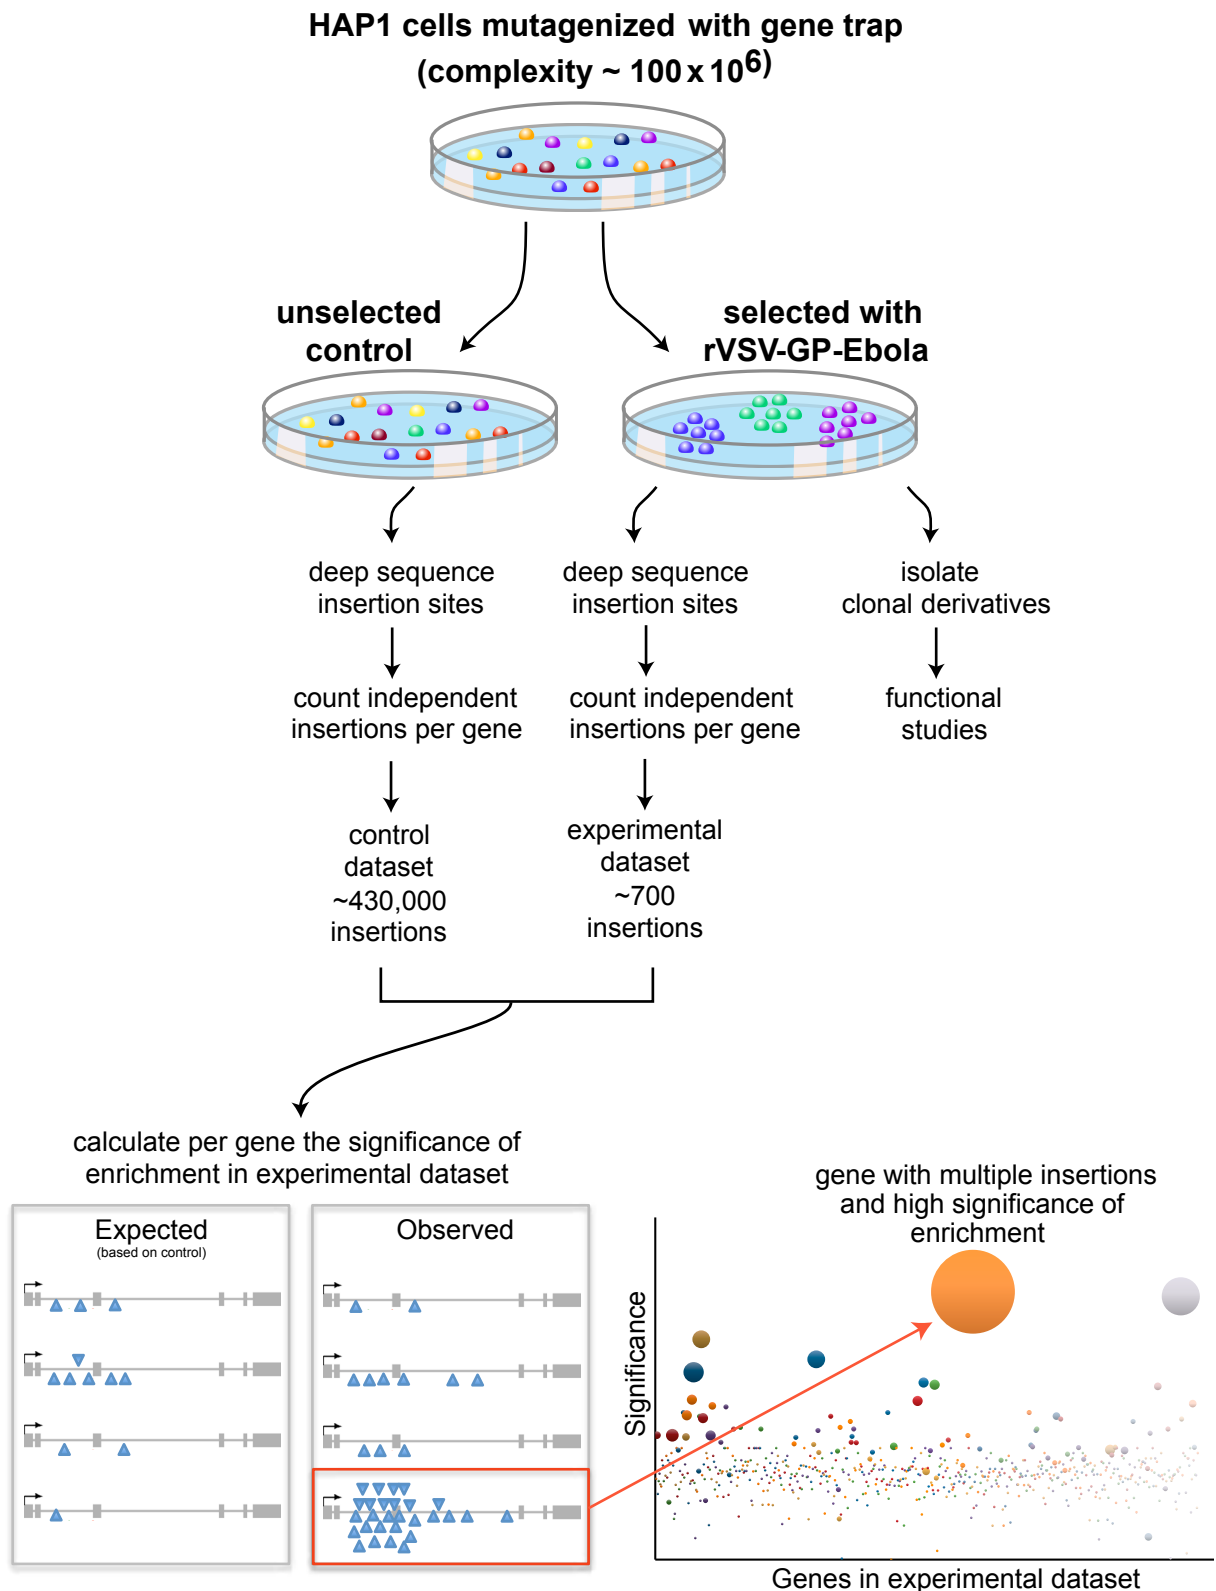 HAP1 cells mutagenized with gene trap
(complexity ~ 100 x 10⁶)
unselected
control
selected with
rVSV-GP-Ebola
deep sequence
insertion sites
deep sequence
insertion sites
isolate
clonal derivatives
count independent
insertions per gene
count independent
insertions per gene
functional
studies
control
dataset
~430,000
insertions
experimental
dataset
~700
insertions
calculate per gene the significance of
enrichment in experimental dataset
Expected
(based on control)
Observed
gene with multiple insertions
and high significance of
enrichment
Significance
Genes in experimental dataset